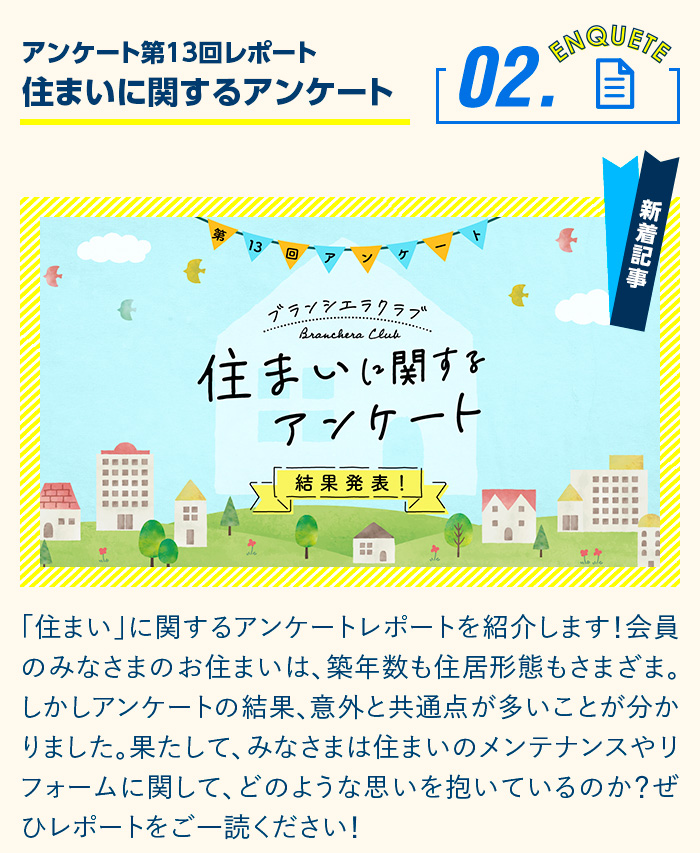 アンケート第13回レポート
住まいに関するアンケート
02.
ENQUETE
新着記事
第13回アンケート
ブランシエラクラブ
Branchera Club
住まいに関する
アンケート
結果発表!
「住まい」に関するアンケートレポートを紹介します!会員
のみなさまのお住まいは、築年数も住居形態もさまざま。
しかしアンケートの結果、意外と共通点が多いことが分か
りました。果たして、みなさまは住まいのメンテナンスやリ
フォームに関して、どのような思いを抱いているのか?ぜ
ひレポートをご一読ください!